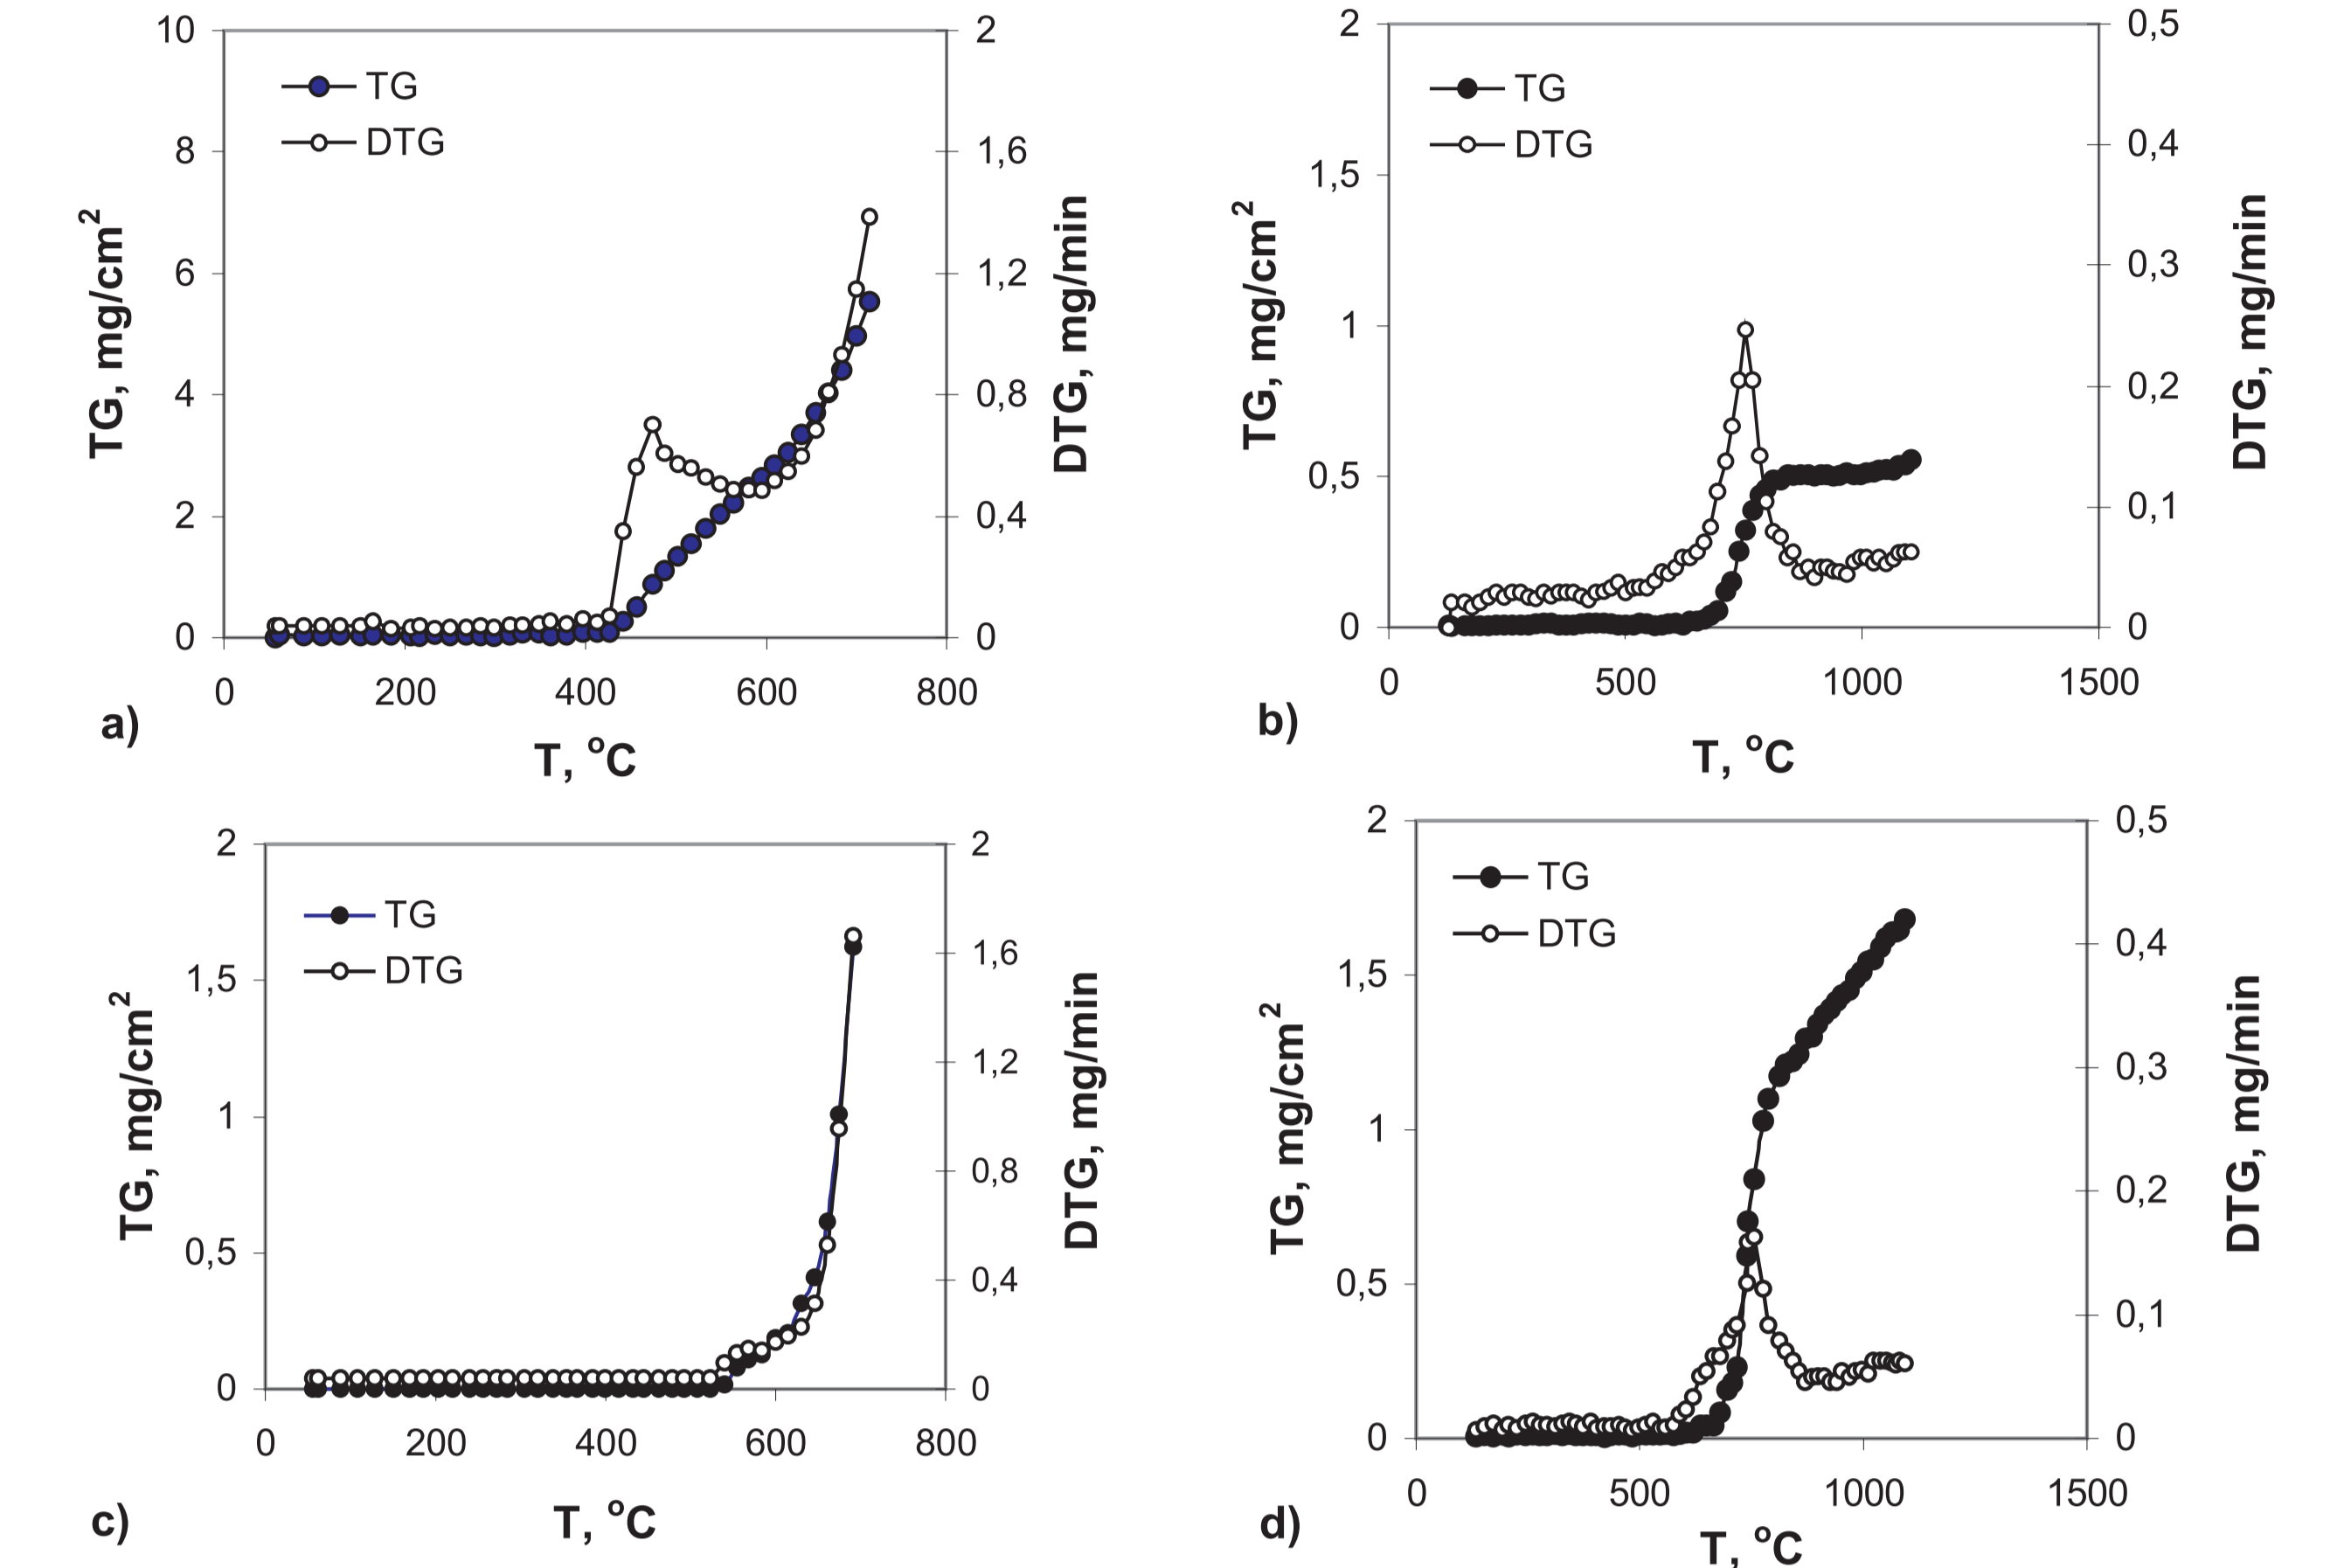 10
8
6
4
2
0
2
1,6
1,2
0,8
0,4
0
TG
DTG
TG, mg/cm²
DTG, mg/min
0 200 400 600 800
a)
T, °C
2
1,5
1
0,5
0
0,5
0,4
0,3
0,2
0,1
0
TG
DTG
TG, mg/cm²
DTG, mg/min
0 500 1000 1500
b)
T, °C
2
1,5
1
0,5
0
2
1,6
1,2
0,8
0,4
0
TG
DTG
TG, mg/cm²
DTG, mg/min
0 200 400 600 800
c)
T, °C
2
1,5
1
0,5
0
0,5
0,4
0,3
0,2
0,1
0
TG
DTG
TG, mg/cm²
DTG, mg/min
0 500 1000 1500
d)
T, °C